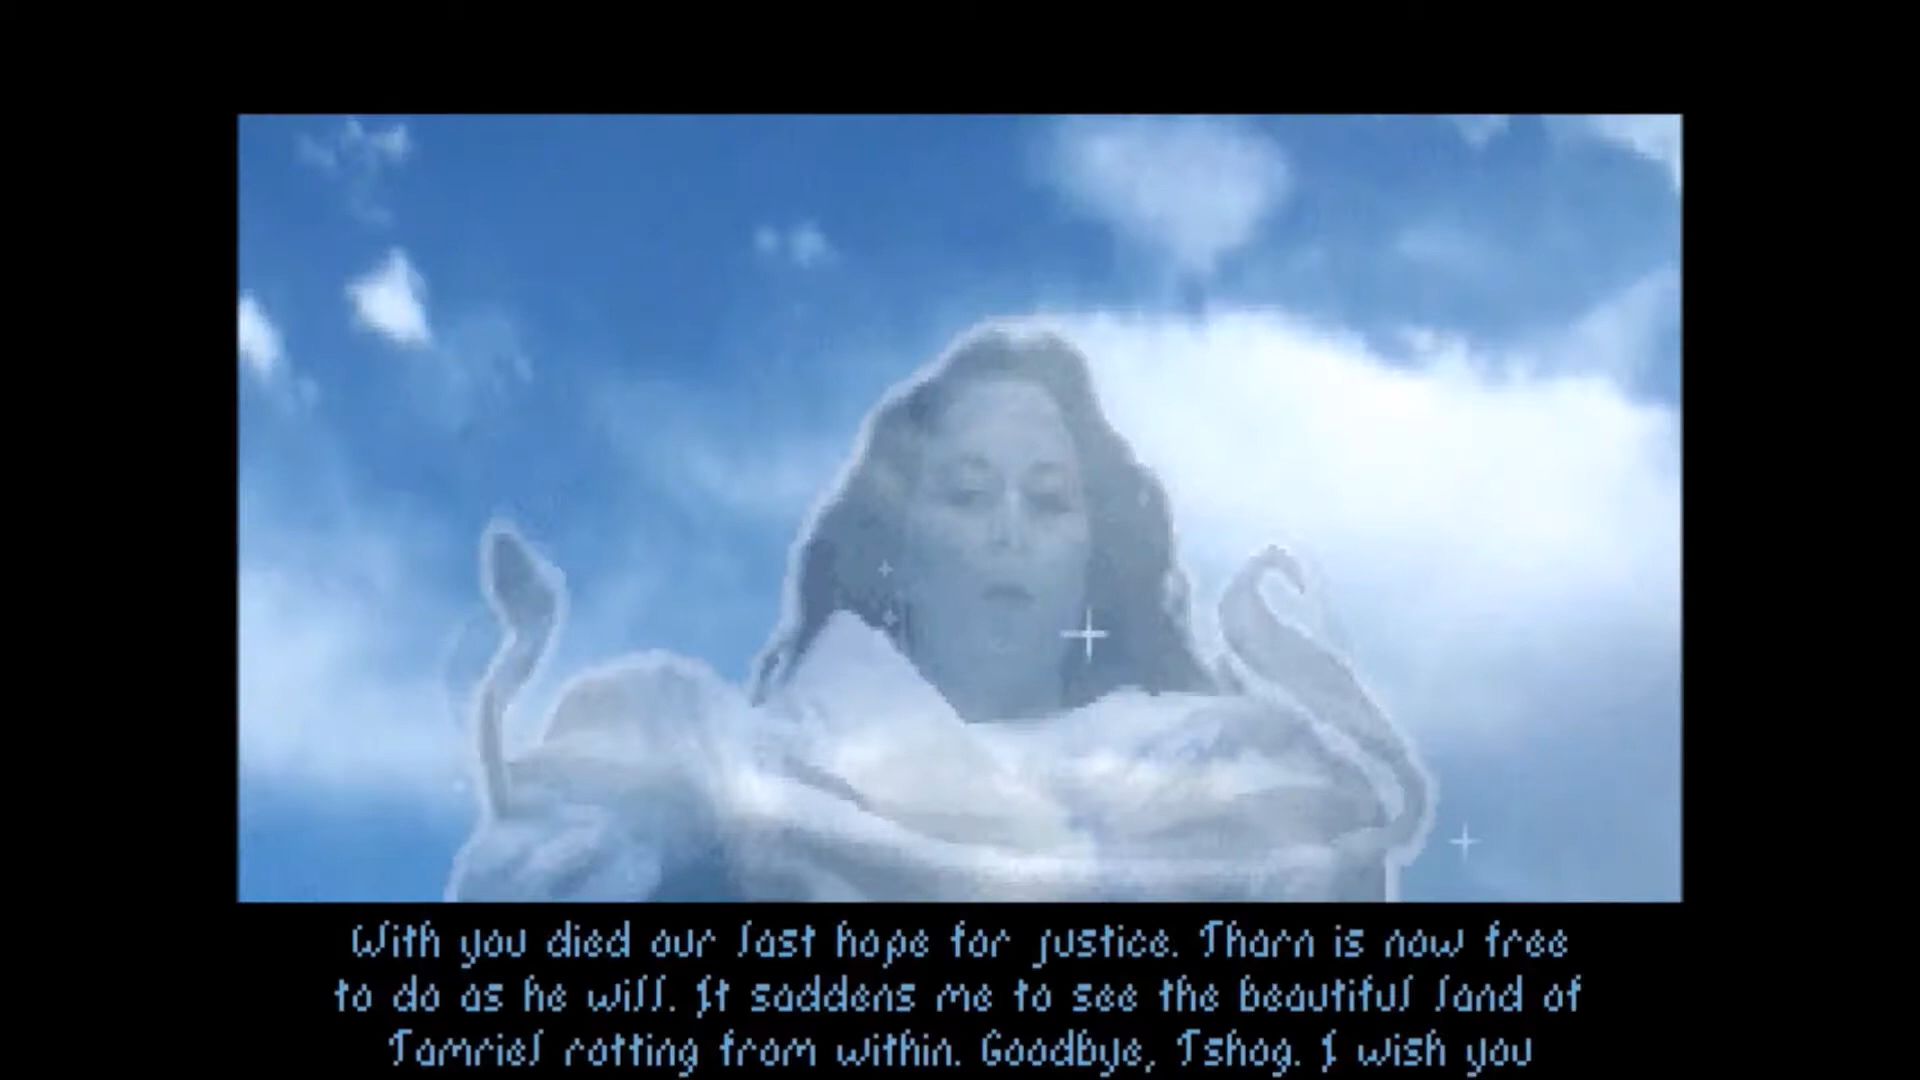 With you died our last hope for justice. Tharn is now free
to do as he will. It saddens me to see the beautiful land of
Tamriel rotting from within. Goodbye, Tshog. I wish you